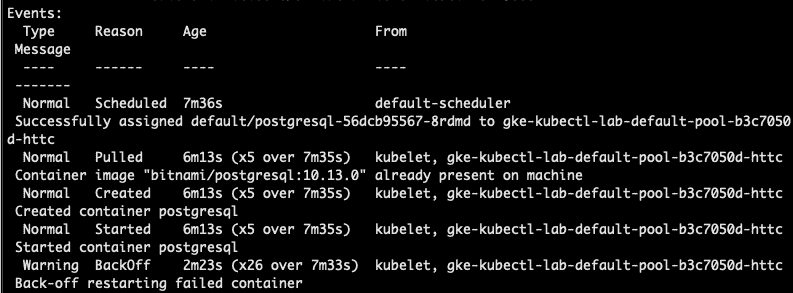 Events:
Type Reason Age From
Message
---- ------ ---- ----
-------
Normal Scheduled 7m36s default-scheduler
Successfully assigned default/postgresql-56dcb95567-8rdmd to gke-kubectl-lab-default-pool-b3c7050
d-httc
Normal Pulled 6m13s (x5 over 7m35s) kubelet, gke-kubectl-lab-default-pool-b3c7050d-httc
Container image "bitnami/postgresql:10.13.0" already present on machine
Normal Created 6m13s (x5 over 7m35s) kubelet, gke-kubectl-lab-default-pool-b3c7050d-httc
Created container postgresql
Normal Started 6m13s (x5 over 7m35s) kubelet, gke-kubectl-lab-default-pool-b3c7050d-httc
Started container postgresql
Warning BackOff 2m23s (x26 over 7m33s) kubelet, gke-kubectl-lab-default-pool-b3c7050d-httc
Back-off restarting failed container